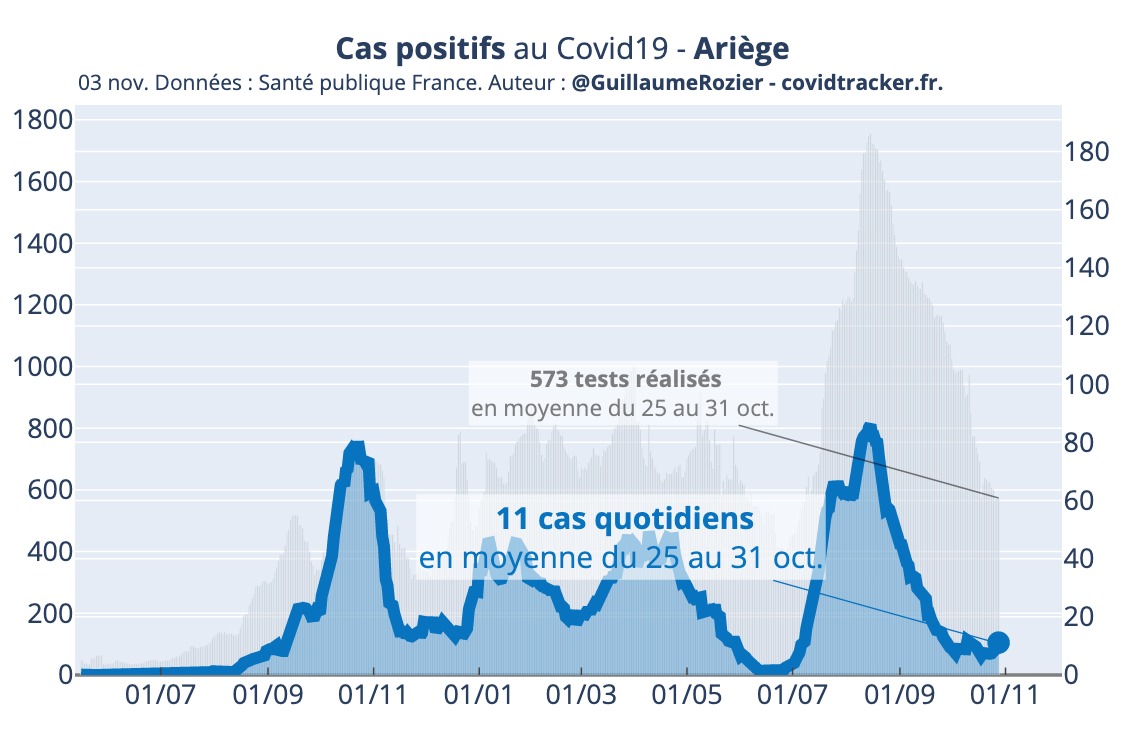 Cas positifs au Covid19 - Ariège
03 nov. Données : Santé publique France. Auteur : @GuillaumeRozier - covidtracker.fr.
1800
1600
1400
1200
1000
800
600
400
200
0
180
160
140
120
100
80
60
40
20
0
573 tests réalisés
en moyenne du 25 au 31 oct.
11 cas quotidiens
en moyenne du 25 au 31 oct.
01/07 01/09 01/11 01/01 01/03 01/05 01/07 01/09 01/11